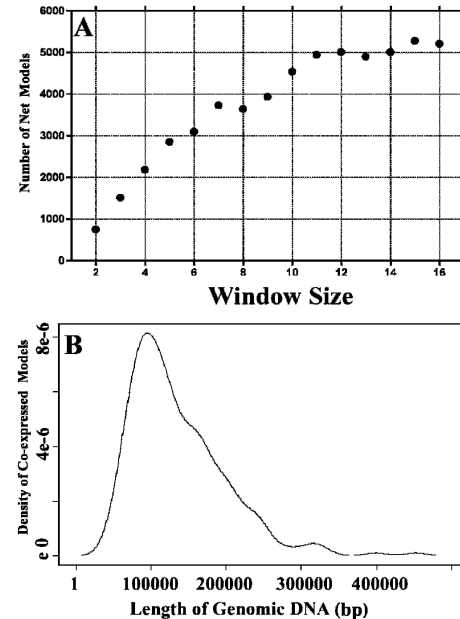 A
Number of Net Models
6000
5000
4000
3000
2000
1000
0
2 4 6 8 10 12 14 16
Window Size
B
Density of Co-expressed Models
8e-6
4e-6
e 0
1 100000 200000 300000 400000
Length of Genomic DNA (bp)